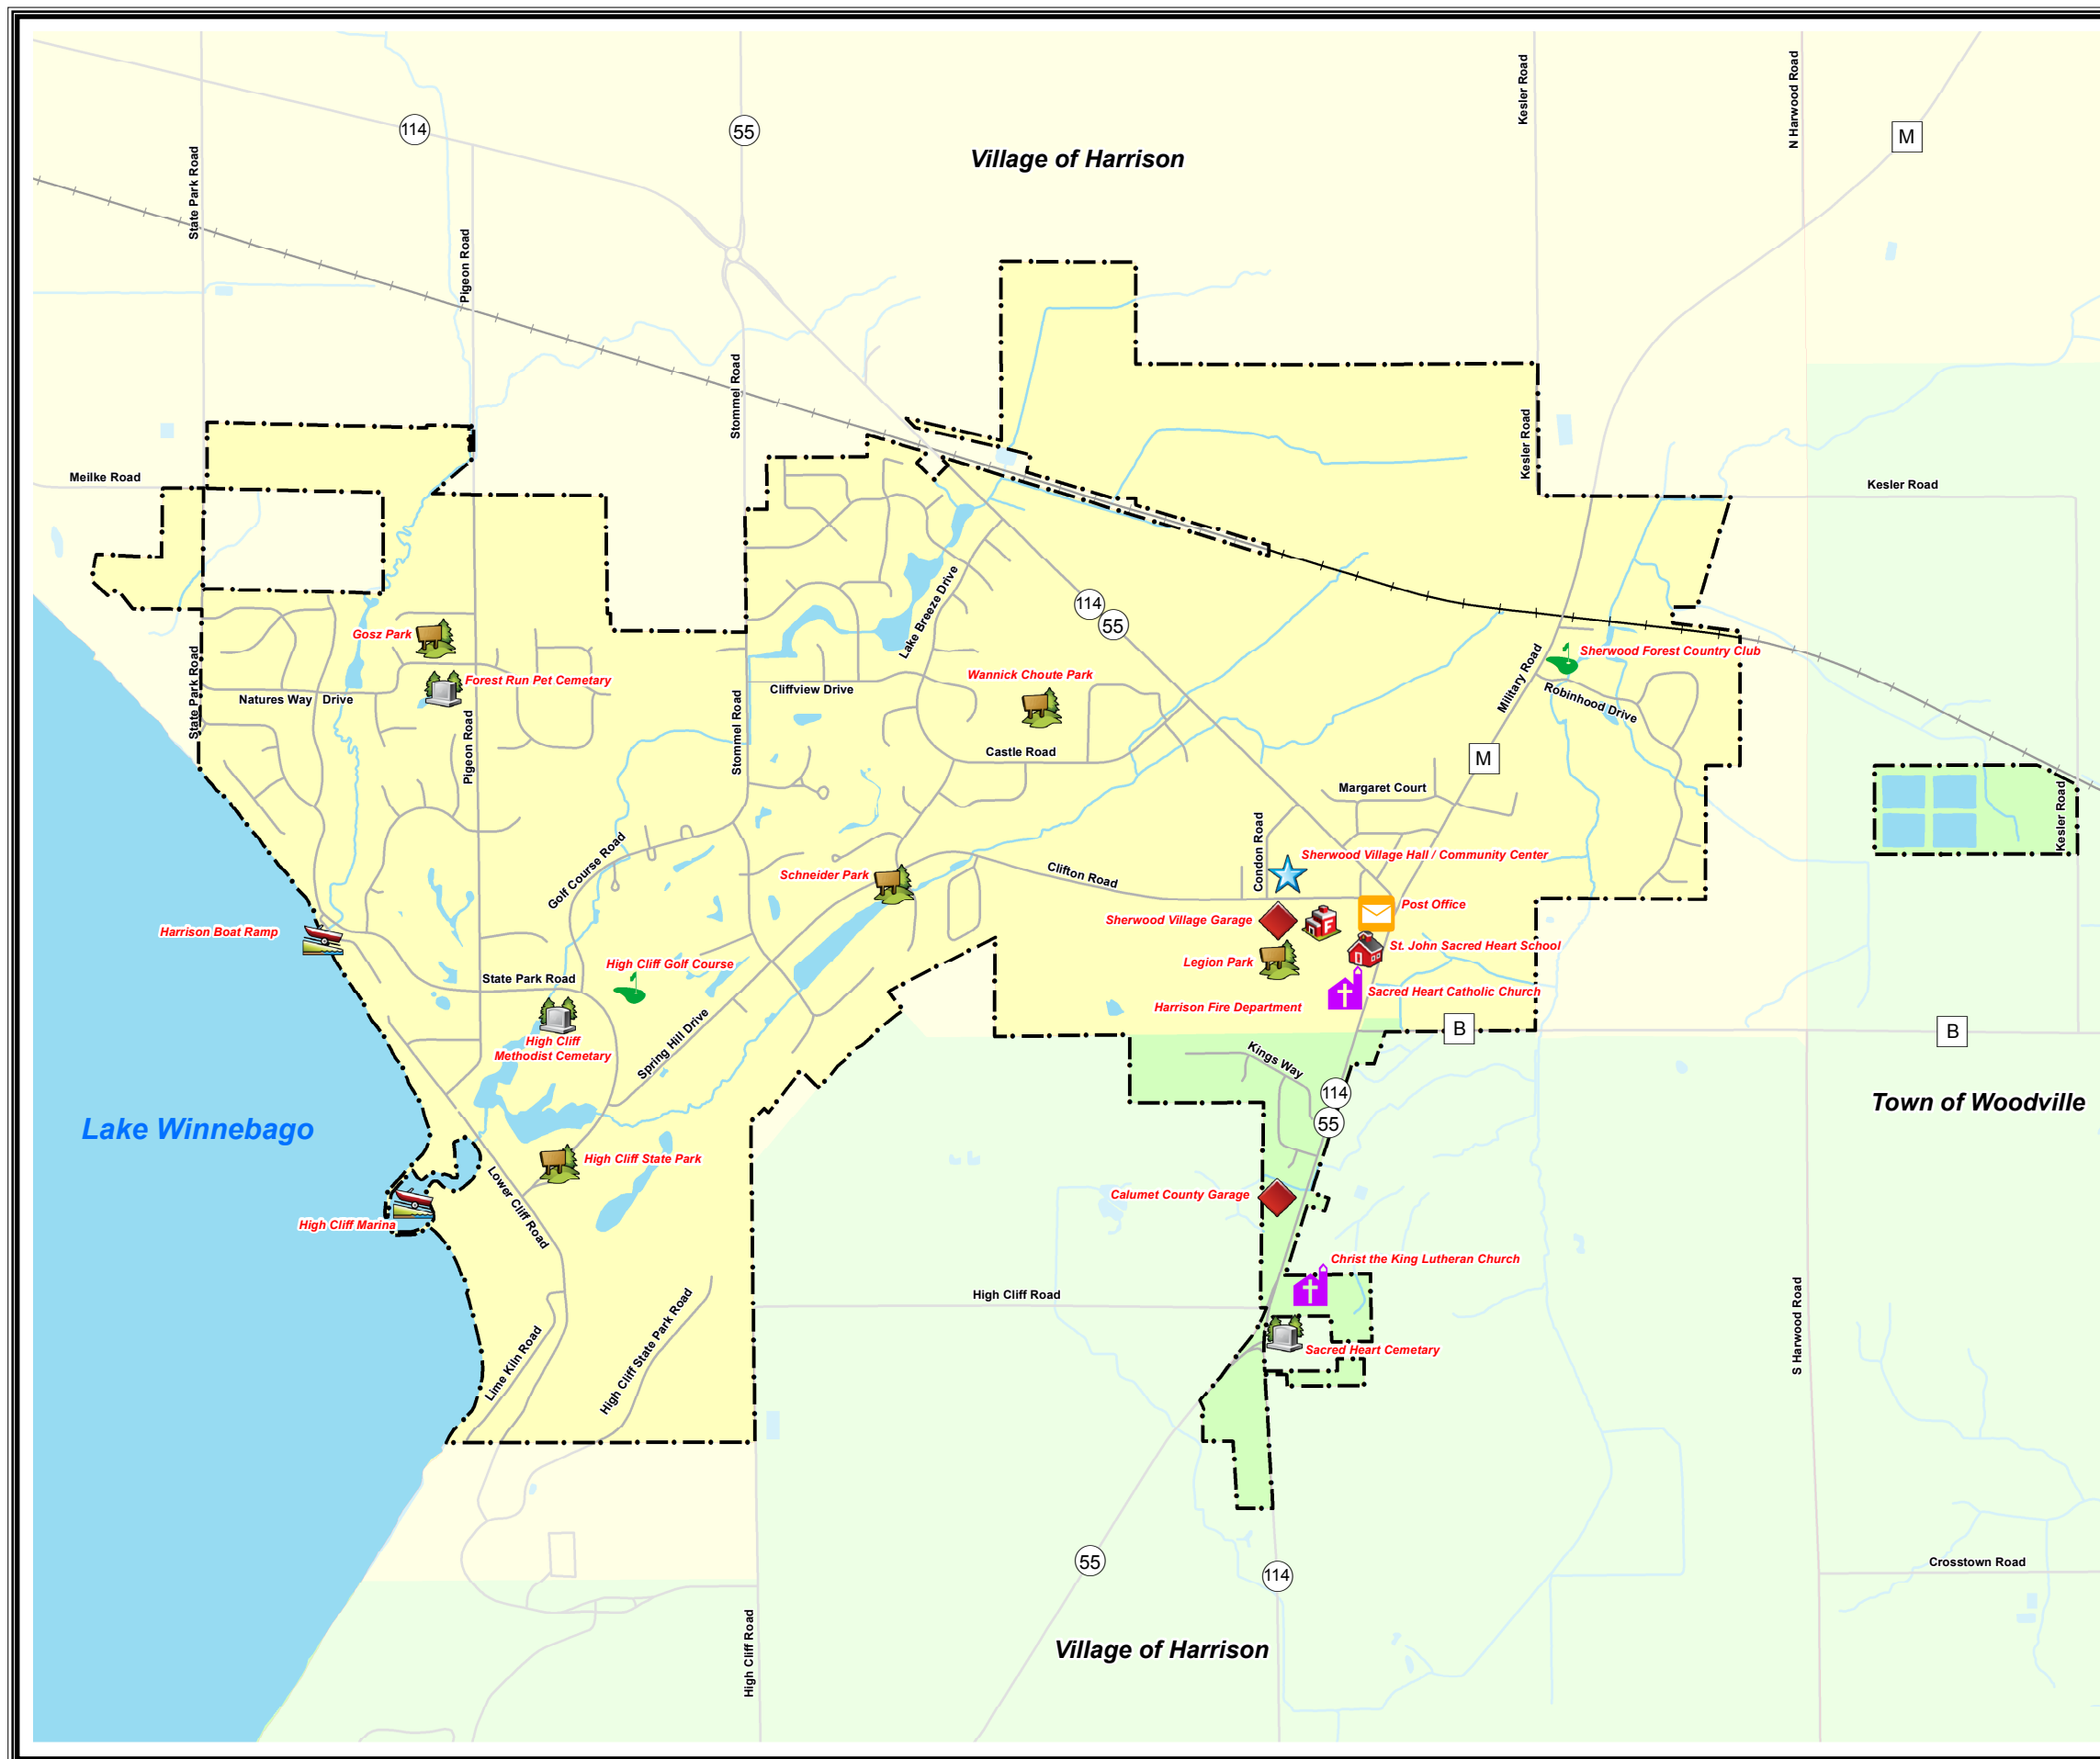 Kesler Road
N Harwood Road
114
55
M
Village of Harrison
State Park Road
Pigeon Road
Stommel Road
Kesler Road
Meilke Road
Kesler Road
Lake Breeze Drive
114
55
Gosz Park
Sherwood Forest Country Club
State Park Road
Forest Run Pet Cemetary
Wannick Choute Park
Military Road
Natures Way Drive
Cliffview Drive
Robinhood Drive
Pigeon Road
Stommel Road
Castle Road
M
Margaret Court
Kesler Road
Golf Course Road
Condon Road
Sherwood Village Hall / Community Center
Schneider Park
Clifton Road
Post Office
Sherwood Village Garage
F
Harrison Boat Ramp
St. John Sacred Heart School
High Cliff Golf Course
Legion Park
State Park Road
Sacred Heart Catholic Church
Harrison Fire Department
B
B
High Cliff
Methodist Cemetary
Spring Hill Drive
Kings Way
114
Town of Woodville
55
Lake Winnebago
High Cliff State Park
Lower Cliff Road
Calumet County Garage
High Cliff Marina
Christ the King Lutheran Church
High Cliff Road
S Harwood Road
Lime Kiln Road
High Cliff State Park Road
Sacred Heart Cemetary
55
114
Crosstown Road
High Cliff Road
Village of Harrison